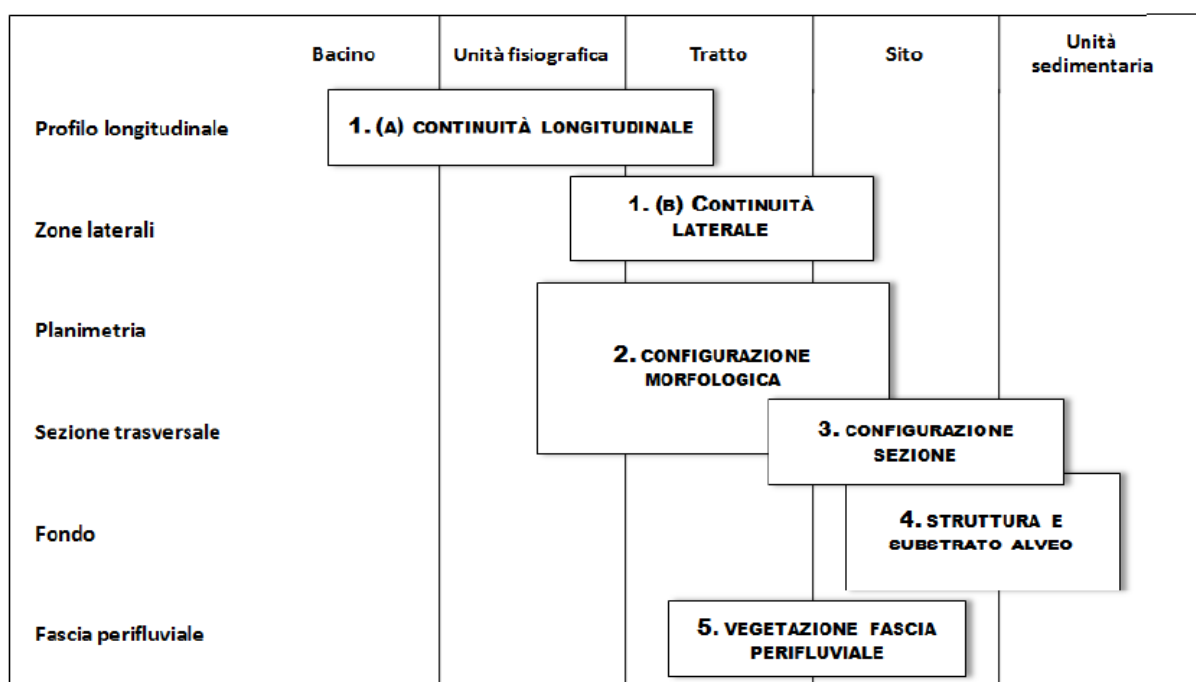 Bacino
Unità fisiografica
Tratto
Sito
Unità
sedimentaria
Profilo longitudinale
1. (A) CONTINUITÀ LONGITUDINALE
Zone laterali
1. (B) CONTINUITÀ
LATERALE
Planimetria
2. CONFIGURAZIONE
MORFOLOGICA
Sezione trasversale
3. CONFIGURAZIONE
SEZIONE
Fondo
4. STRUTTURA E
SUBSTRATO ALVEO
Fascia perifluviale
5. VEGETAZIONE FASCIA
PERIFLUVIALE